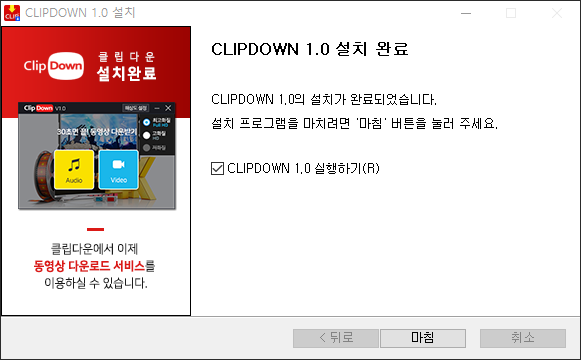 CLIPDOWN 1.0 설치
Clip Down
클립다운
설치완료
Clip Down V1.0
해상도 설정
30초면 끝! 동영상 다운받기
최고화질
Full HD
고화질
HD
저화질
Audio
Video
클립다운에서 이제
동영상 다운로드 서비스를
이용하실 수 있습니다.
CLIPDOWN 1.0 설치 완료
CLIPDOWN 1.0의 설치가 완료되었습니다.
설치 프로그램을 마치려면 '마침' 버튼을 눌러 주세요.
CLIPDOWN 1.0 실행하기(R)
< 뒤로
마침
취소